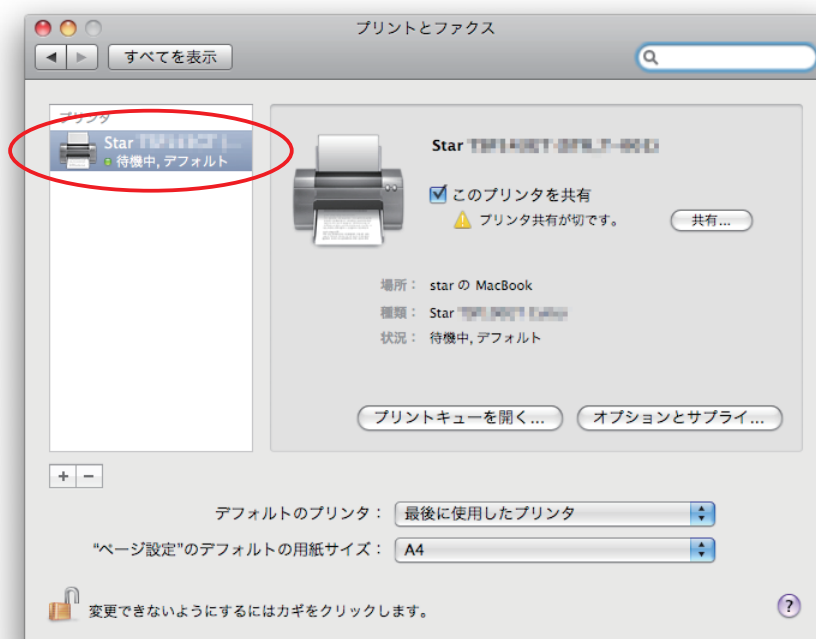 プリントとファクス
すべてを表示
プリンタ
Star
待機中, デフォルト
Star
このプリンタを共有
プリンタ共有が切です。
共有...
場所： star の MacBook
種類： Star
状況： 待機中, デフォルト
プリントキューを開く...
オプションとサプライ...
+ −
デフォルトのプリンタ： 最後に使用したプリンタ
“ページ設定”のデフォルトの用紙サイズ： A4
変更できないようにするにはカギをクリックします。
?